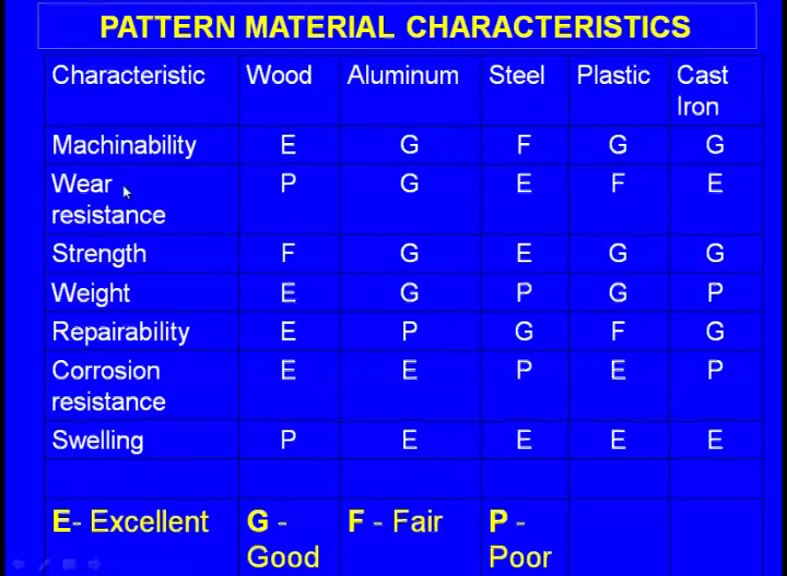 PATTERN MATERIAL CHARACTERISTICS
Characteristic Wood Aluminum Steel Plastic Cast
Iron
Machinability E G F G G
Wear P G E F E
resistance
Strength F G E G G
Weight E G P G P
Repairability E P G F G
Corrosion E E P E P
resistance
Swelling P E E E E
E- Excellent G - F - Fair P -
Good Poor